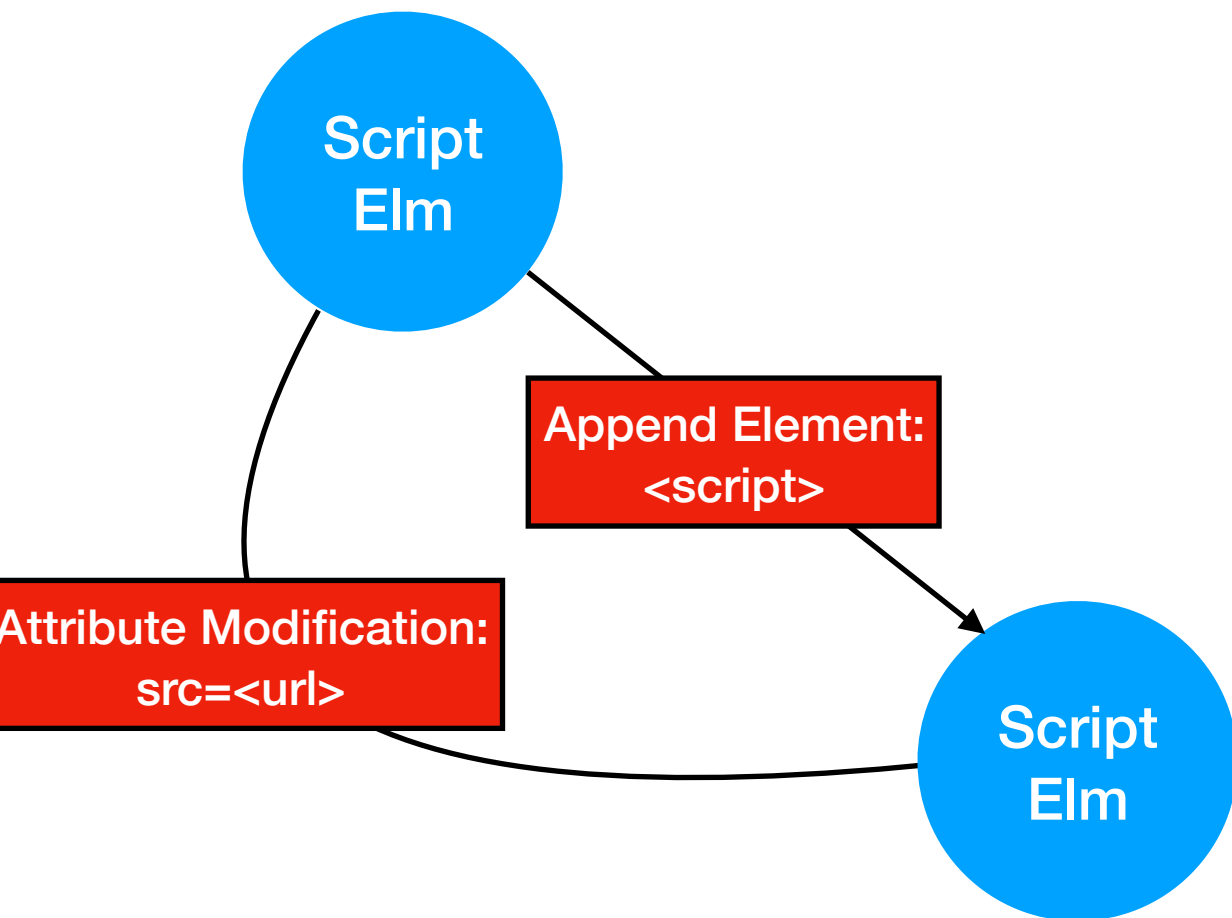 Script
Elm
Append Element:
<script>
Attribute Modification:
src=<url>
Script
Elm